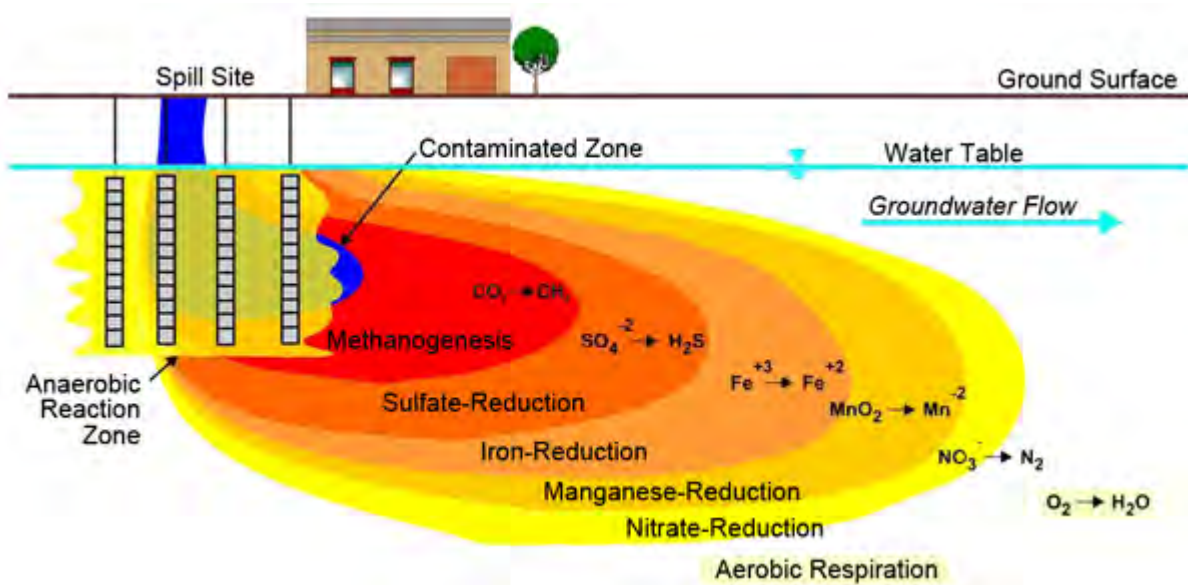 Spill Site
Ground Surface
Contaminated Zone
Water Table
Groundwater Flow
CO₂ → CH₄
Methanogenesis
SO₄⁻² → H₂S
Anaerobic
Reaction
Zone
Fe⁺³ → Fe⁺²
Sulfate-Reduction
MnO₂ → Mn⁻²
Iron-Reduction
NO₃⁻ → N₂
Manganese-Reduction
O₂ → H₂O
Nitrate-Reduction
Aerobic Respiration